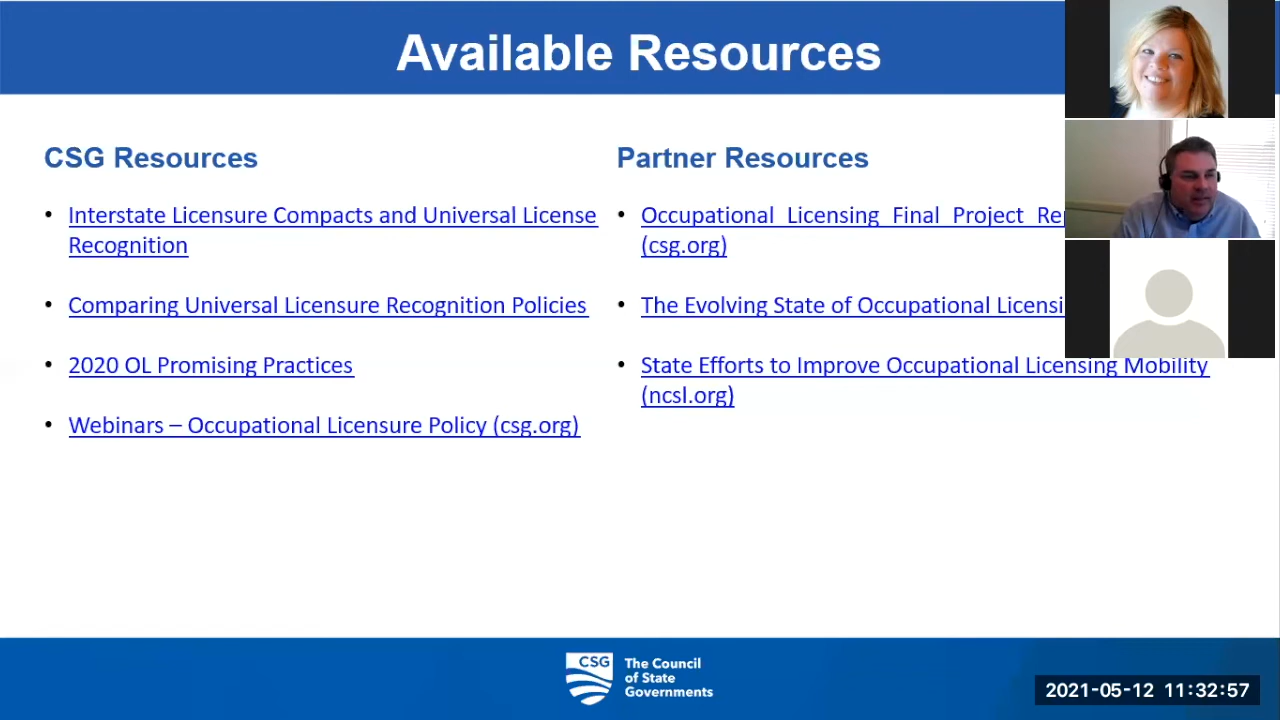 Available Resources
CSG Resources
Interstate Licensure Compacts and Universal License
Recognition
Comparing Universal Licensure Recognition Policies
2020 OL Promising Practices
Webinars – Occupational Licensure Policy (csg.org)
Partner Resources
Occupational Licensing Final Project
(csg.org)
The Evolving State of Occupational
State Efforts to Improve Occupational Licensing Mobility
(ncsl.org)
CSG
The Council
of State
Governments
2021-05-12 11:32:57